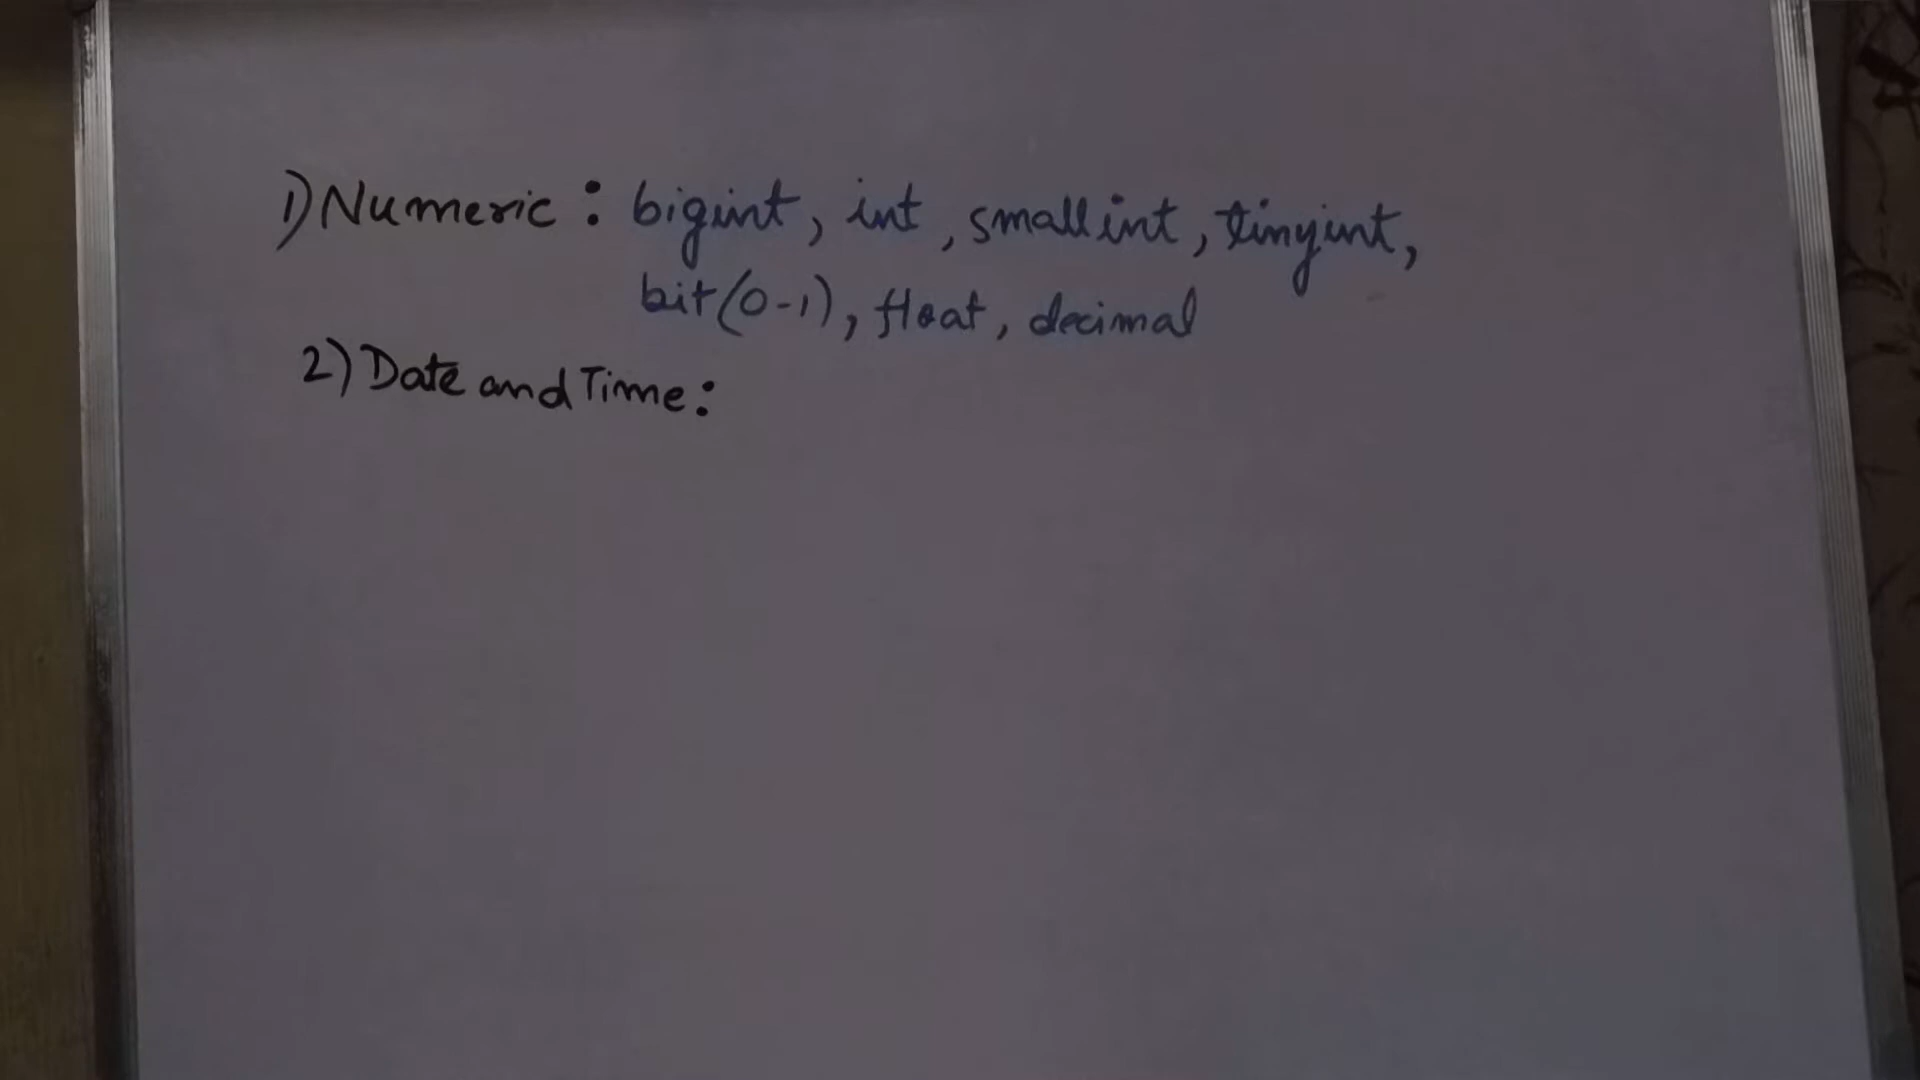 1) Numeric : bigint, int, smallint, tinyint,
bit(0-1), float, decimal
2) Date and Time :